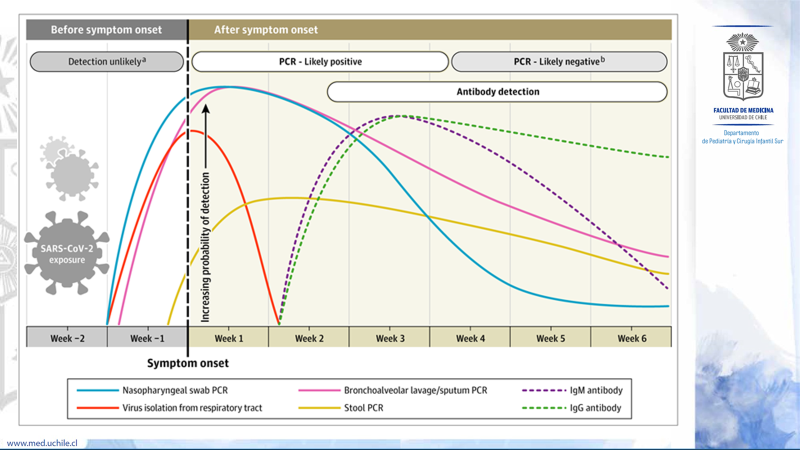 Before symptom onset
After symptom onset
Detection unlikelyᵃ
PCR - Likely positive
PCR - Likely negativeᵇ
Antibody detection
SARS-CoV-2
exposure
Increasing probability of detection
Week –2
Week –1
Week 1
Week 2
Week 3
Week 4
Week 5
Week 6
Symptom onset
Nasopharyngeal swab PCR
Bronchoalveolar lavage/sputum PCR
IgM antibody
Virus isolation from respiratory tract
Stool PCR
IgG antibody
FACULTAD DE MEDICINA
UNIVERSIDAD DE CHILE
Departamento
de Pediatría y Cirugía Infantil Sur
www.med.uchile.cl